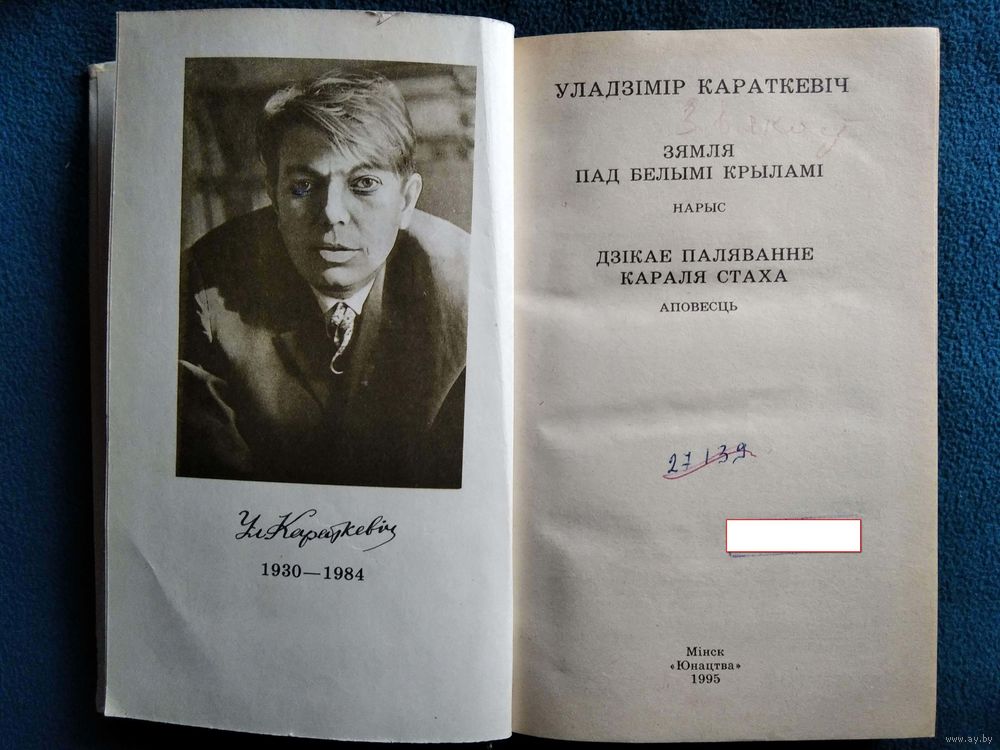 Ул. Караткевіч
1930—1984
УЛАДЗІМІР КАРАТКЕВІЧ
ЗЯМЛЯ
ПАД БЕЛЫМІ КРЫЛАМІ
НАРЫС
ДЗІКАЕ ПАЛЯВАННЕ
КАРАЛЯ СТАХА
АПОВЕСЦЬ
27139
Мінск
«Юнацтва»
1995
www.ay.by